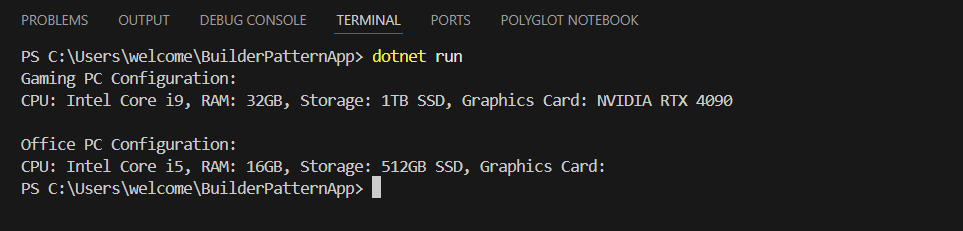 PROBLEMS OUTPUT DEBUG CONSOLE TERMINAL PORTS POLYGLOT NOTEBOOK
PS C:\Users\welcome\BuilderPatternApp> dotnet run
Gaming PC Configuration:
CPU: Intel Core i9, RAM: 32GB, Storage: 1TB SSD, Graphics Card: NVIDIA RTX 4090
Office PC Configuration:
CPU: Intel Core i5, RAM: 16GB, Storage: 512GB SSD, Graphics Card:
PS C:\Users\welcome\BuilderPatternApp>